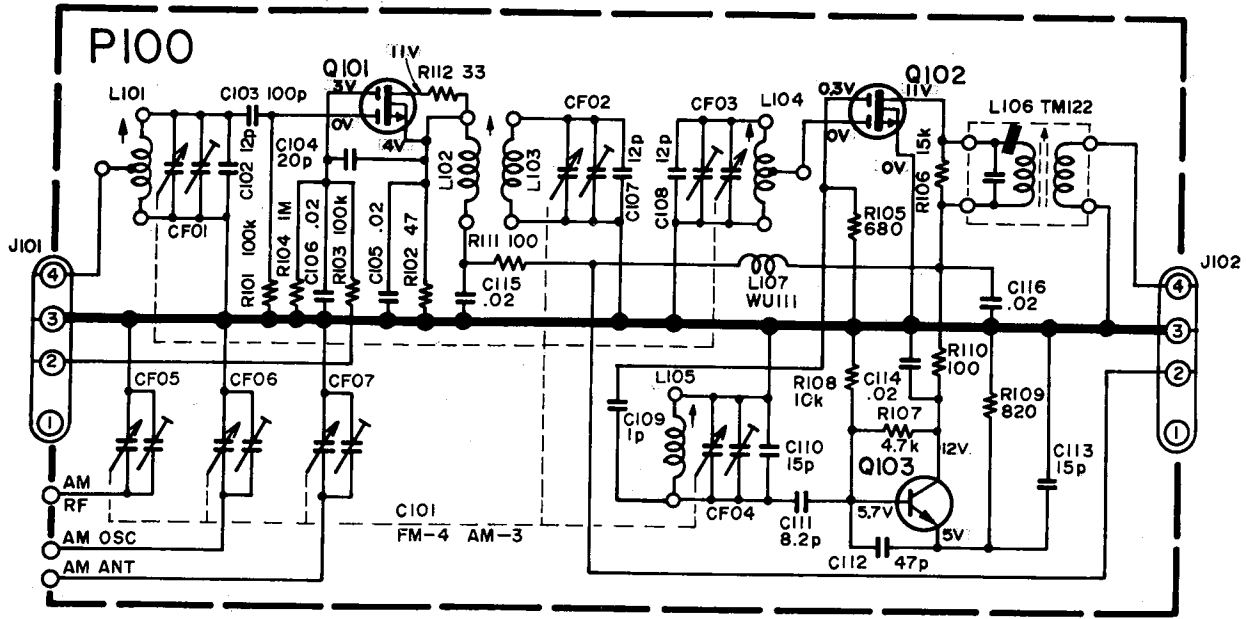 P100
L101
C103 100p
Q101
11V
R112 33
3V
0V
4V
C104
20p
C102 12p
CF01
R101 100k
R104 1M
C106 .02
R103 100k
C105 .02
R102 47
L102
L103
CF02
12p
C107
R111 100
C115
.02
12p
C108
CF03
L104
0.3V
0V
Q102
11V
0V
R105
680
R106 15k
L106 TM122
L107
WU111
C116
.02
J101
4
3
2
1
J102
4
3
2
1
CF05
CF06
CF07
AM
RF
AM OSC
AM ANT
C101
FM-4 AM-3
C109
1p
L105
CF04
C110
15p
C111
8.2p
R108
10k
C114
.02
R107
4.7k
R110
100
12V
Q103
5.7V
5V
C112 47p
R109
820
C113
15p